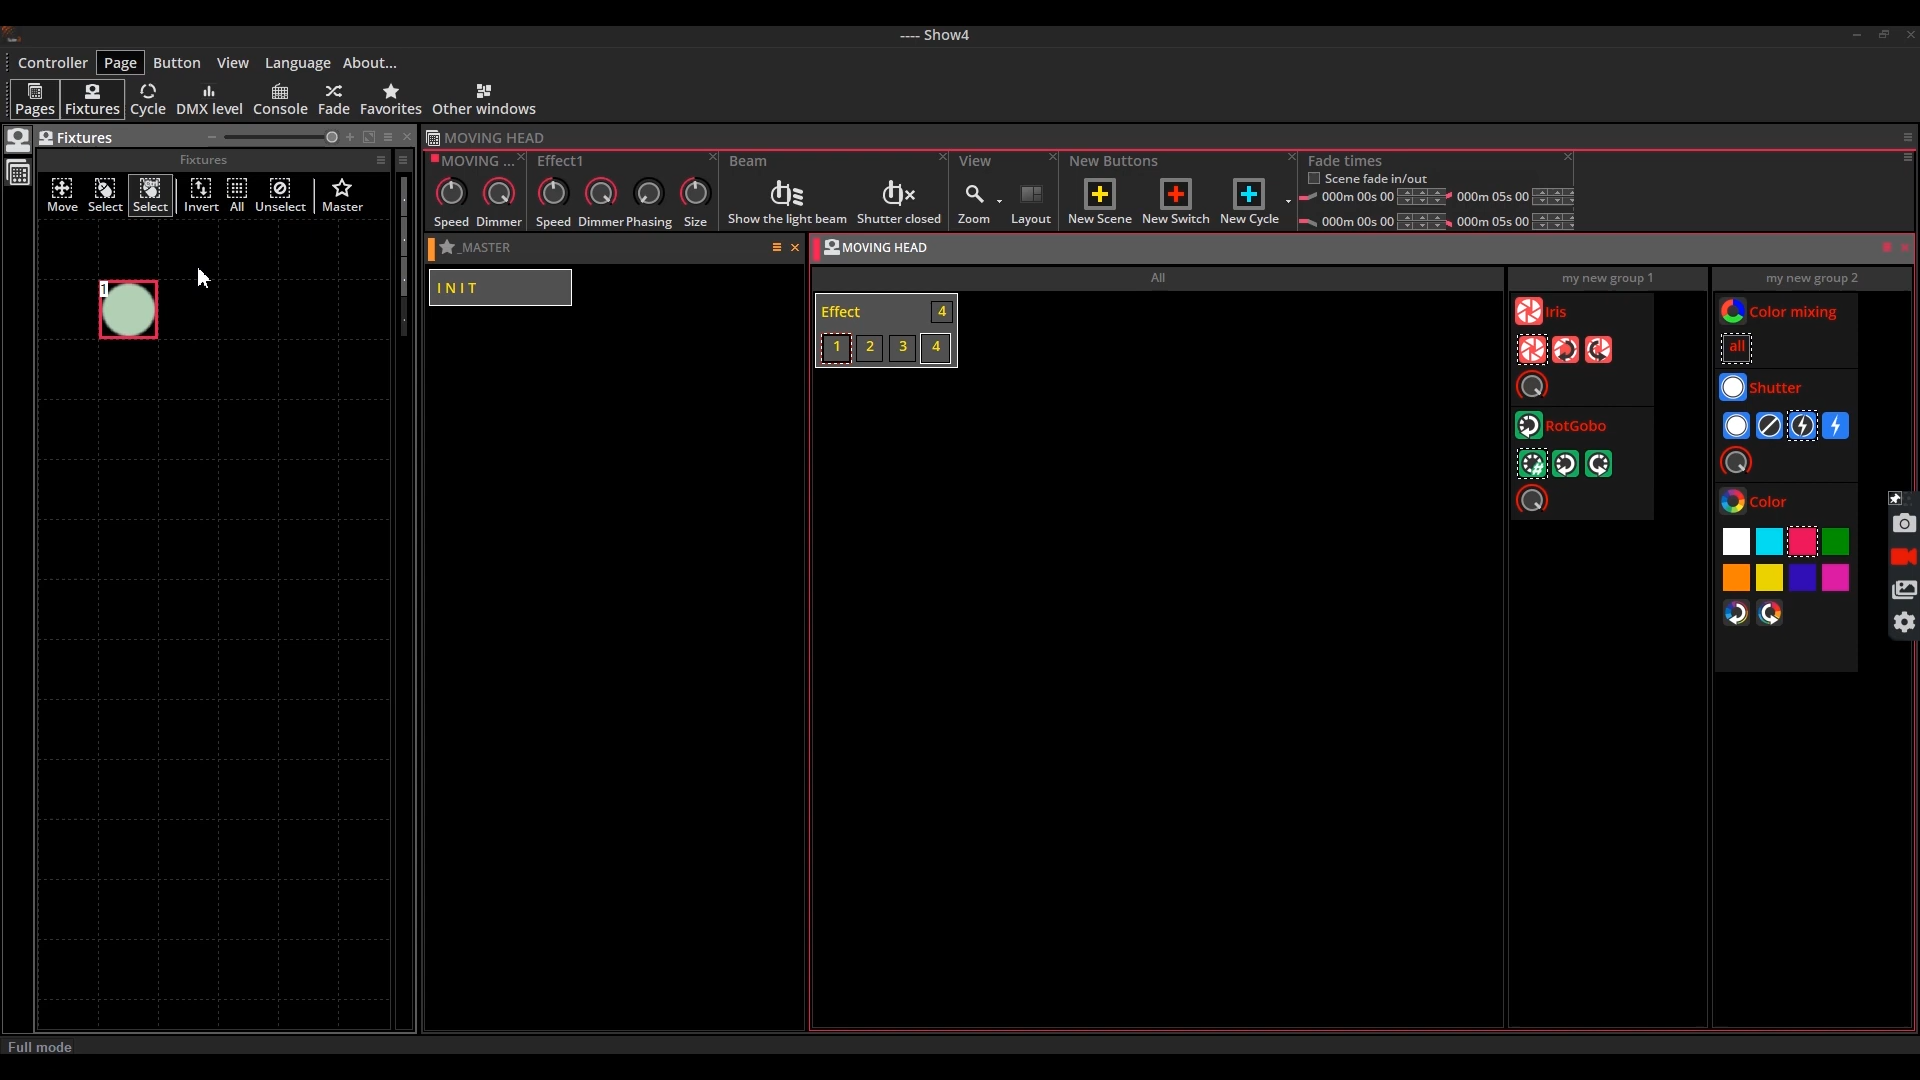 ---- Show4
Controller Page Button View Language About...
Pages Fixtures Cycle DMX level Console Fade Favorites Other windows
Fixtures
Fixtures
Move Select Select Invert All Unselect Master
1
MOVING HEAD
MOVING ... Effect1 Beam View New Buttons Fade times
Scene fade in/out
000m 00s 00 000m 05s 00
Speed Dimmer Speed Dimmer Phasing Size Show the light beam Shutter closed Zoom Layout New Scene New Switch New Cycle
000m 00s 00 000m 05s 00
_MASTER
INIT
MOVING HEAD
All
Effect 4
1 2 3 4
my new group 1
Iris
RotGobo
my new group 2
Color mixing
all
Shutter
Color
Full mode